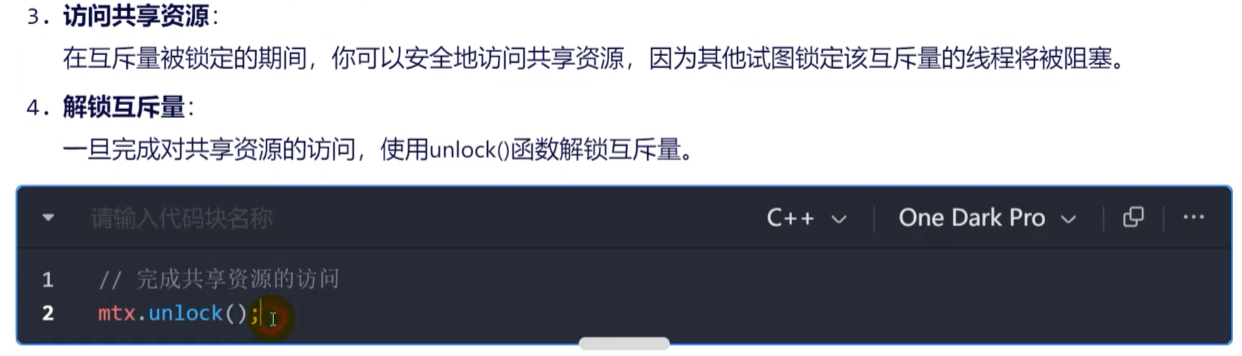 3. 访问共享资源：
在互斥量被锁定的期间，你可以安全地访问共享资源，因为其他试图锁定该互斥量的线程将被阻塞。
4. 解锁互斥量：
一旦完成对共享资源的访问，使用unlock()函数解锁互斥量。
请输入代码块名称 C++ One Dark Pro
1 // 完成共享资源的访问
2 mtx.unlock();